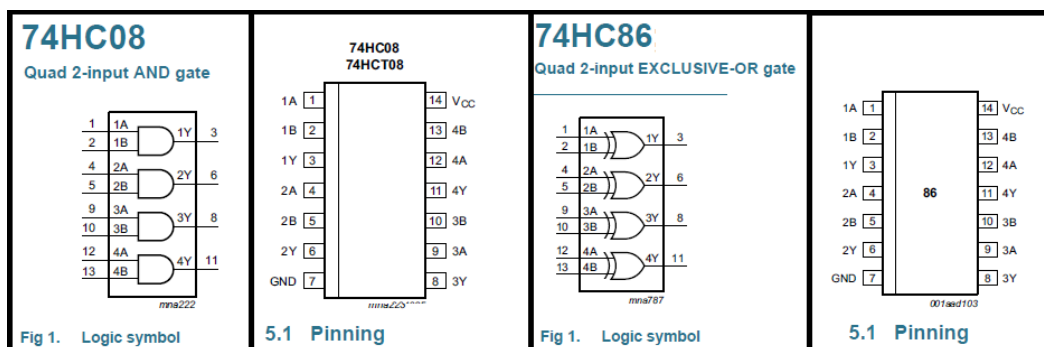 74HC08
Quad 2-input AND gate
1 1A
1Y 3
2 1B
4 2A
2Y 6
5 2B
9 3A
3Y 8
10 3B
12 4A
4Y 11
13 4B
mna222
Fig 1. Logic symbol
74HC08
74HCT08
1A 1
14 VCC
1B 2
13 4B
1Y 3
12 4A
2A 4
11 4Y
2B 5
10 3B
2Y 6
9 3A
GND 7
8 3Y
5.1 Pinning
74HC86
Quad 2-input EXCLUSIVE-OR gate
1 1A
1Y 3
2 1B
4 2A
2Y 6
5 2B
9 3A
3Y 8
10 3B
12 4A
4Y 11
13 4B
mna787
Fig 1. Logic symbol
1A 1
14 VCC
1B 2
13 4B
1Y 3
12 4A
2A 4
11 4Y
86
2B 5
10 3B
2Y 6
9 3A
GND 7
8 3Y
001aad103
5.1 Pinning